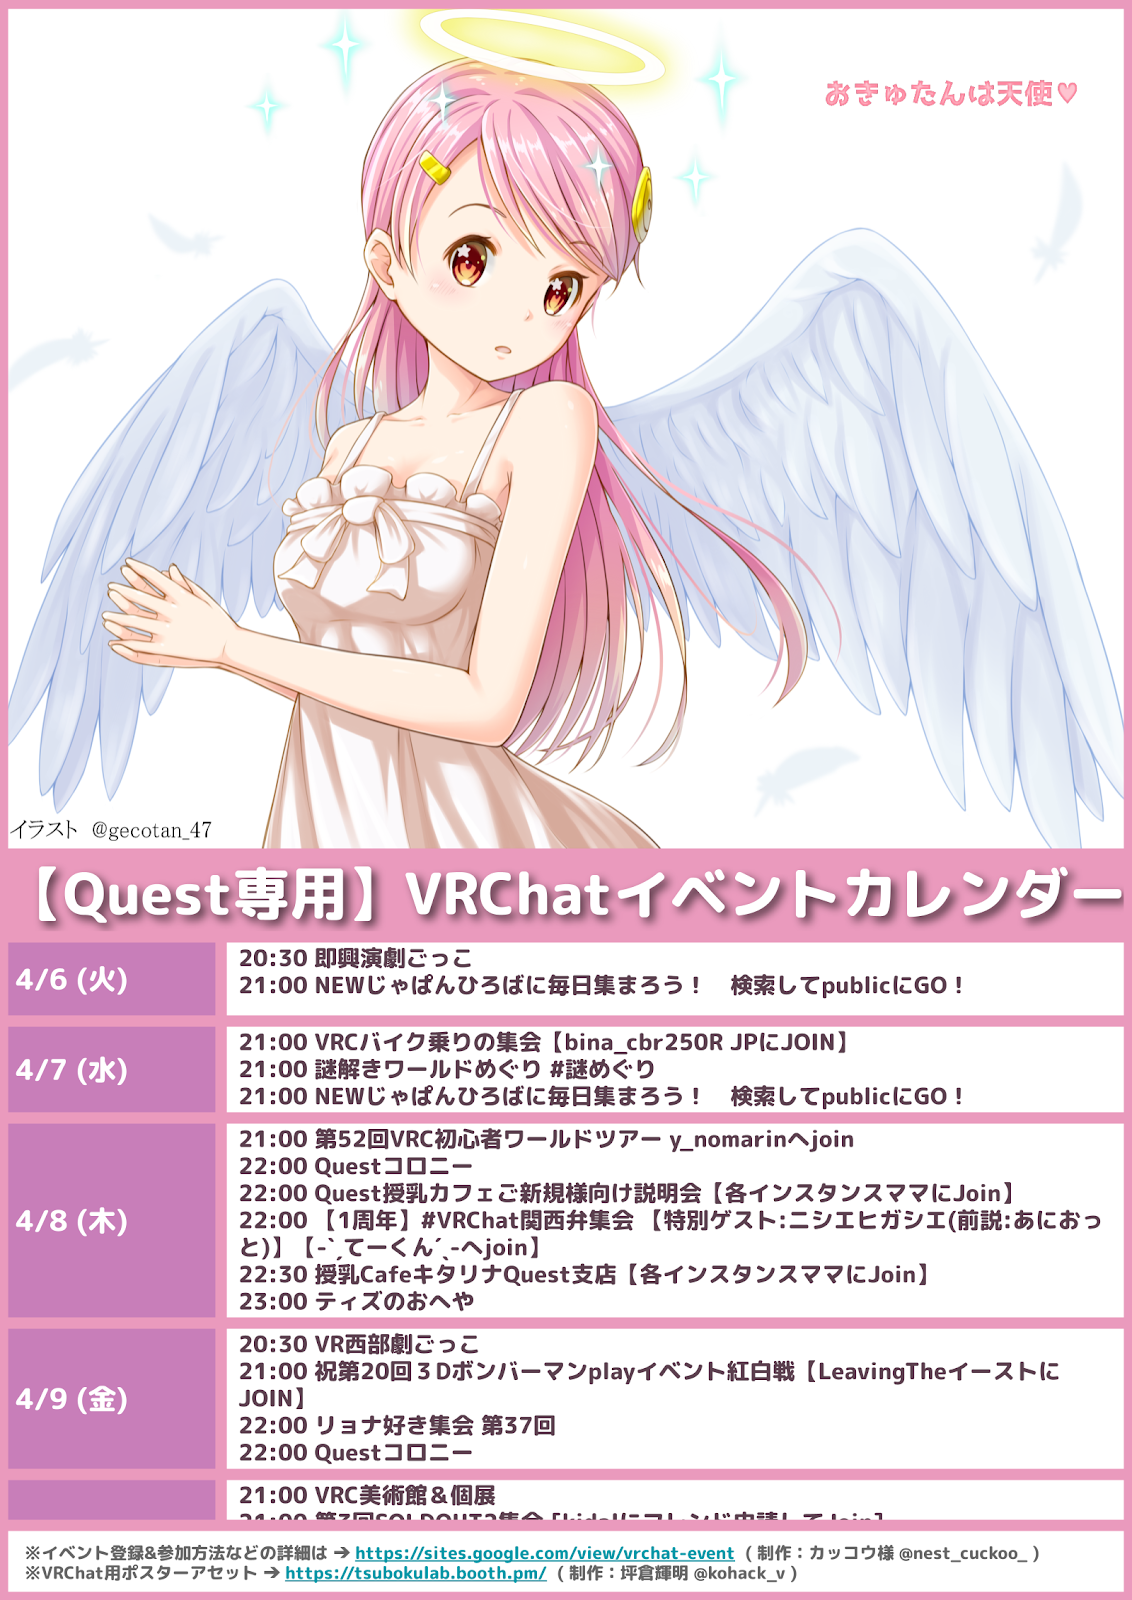 おきゅたんは天使♥
イラスト @gecotan_47
【Quest専用】VRChatイベントカレンダー
4/6 (火)
20:30 即興演劇ごっこ
21:00 NEWじゃぱんひろばに毎日集まろう！　検索してpublicにGO！
4/7 (水)
21:00 VRCバイク乗りの集会【bina_cbr250R JPにJOIN】
21:00 謎解きワールドめぐり #謎めぐり
21:00 NEWじゃぱんひろばに毎日集まろう！　検索してpublicにGO！
4/8 (木)
21:00 第52回VRC初心者ワールドツアー y_nomarinへjoin
22:00 Questコロニー
22:00 Quest授乳カフェご新規様向け説明会【各インスタンスママにJoin】
22:00 【1周年】#VRChat関西弁集会 【特別ゲスト:ニシエヒガシエ(前説:あにおっ
と)】【-`ˏてーくんˊˎ-へjoin】
22:30 授乳CafeキタリナQuest支店【各インスタンスママにJoin】
23:00 ティズのおへや
4/9 (金)
20:30 VR西部劇ごっこ
21:00 祝第20回３Dボンバーマンplayイベント紅白戦【LeavingTheイーストに
JOIN】
22:00 リョナ好き集会 第37回
22:00 Questコロニー
21:00 VRC美術館＆個展
※イベント登録&参加方法などの詳細は ➔ https://sites.google.com/view/vrchat-event ( 制作：カッコウ様 @nest_cuckoo_ )
※VRChat用ポスターアセット ➔ https://tsubokulab.booth.pm/ ( 制作：坪倉輝明 @kohack_v )